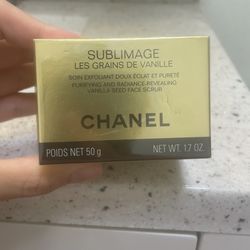 SUBLIMAGE
LES GRAINS DE VANILLE
SOIN EXFOLIANT DOUX ÉCLAT ET PURETÉ
PURIFYING AND RADIANCE-REVEALING
VANILLA SEED FACE SCRUB
CHANEL
POIDS NET 50 g NET WT. 1.7 OZ.